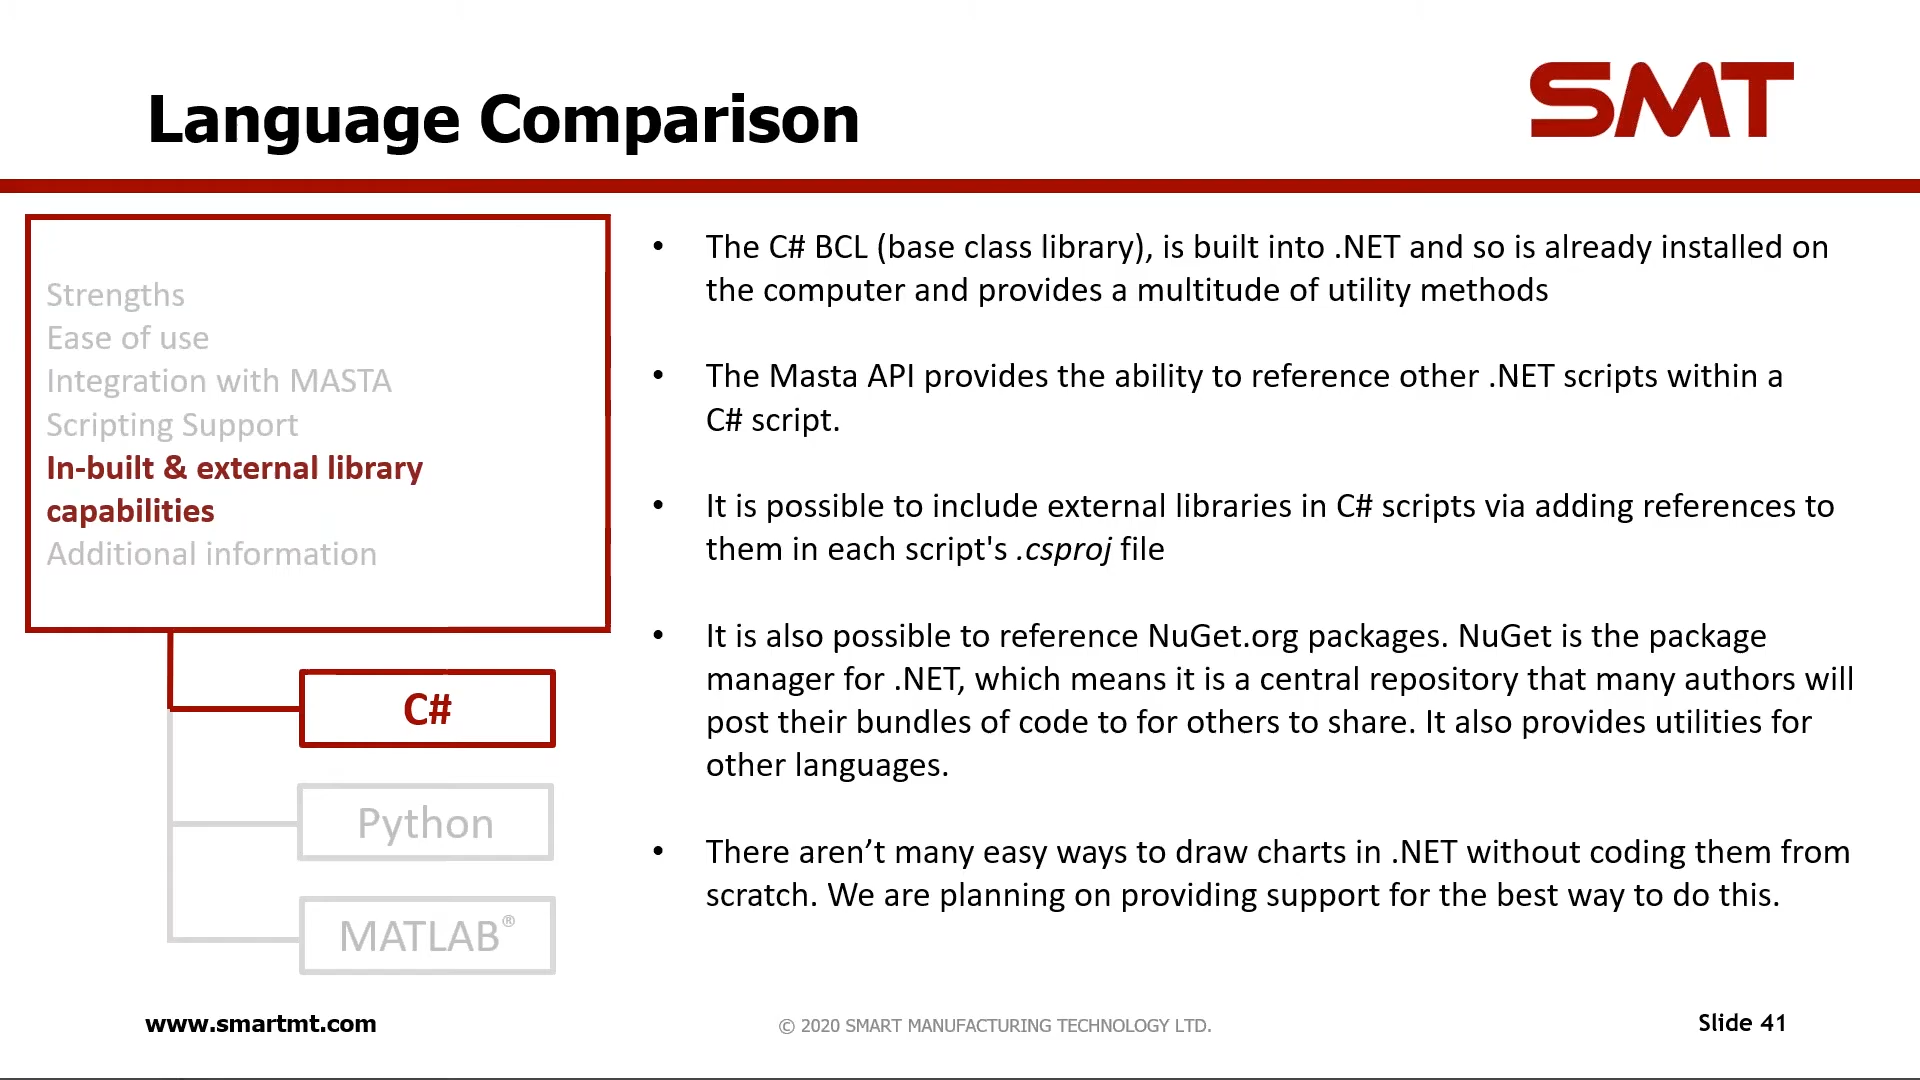 Language Comparison
SMT
Strengths
Ease of use
Integration with MASTA
Scripting Support
In-built & external library
capabilities
Additional information
C#
Python
MATLAB®
• The C# BCL (base class library), is built into .NET and so is already installed on
the computer and provides a multitude of utility methods
• The Masta API provides the ability to reference other .NET scripts within a
C# script.
• It is possible to include external libraries in C# scripts via adding references to
them in each script's .csproj file
• It is also possible to reference NuGet.org packages. NuGet is the package
manager for .NET, which means it is a central repository that many authors will
post their bundles of code to for others to share. It also provides utilities for
other languages.
• There aren’t many easy ways to draw charts in .NET without coding them from
scratch. We are planning on providing support for the best way to do this.
www.smartmt.com
© 2020 SMART MANUFACTURING TECHNOLOGY LTD.
Slide 41